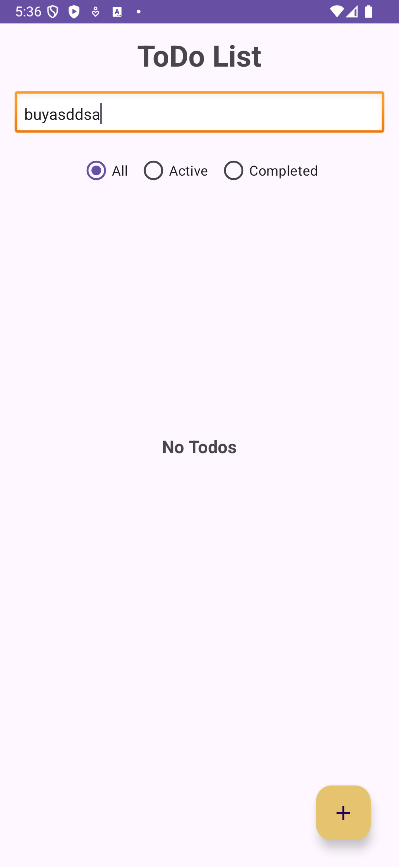 5:36
ToDo List
buyasddsa
All Active Completed
No Todos
+